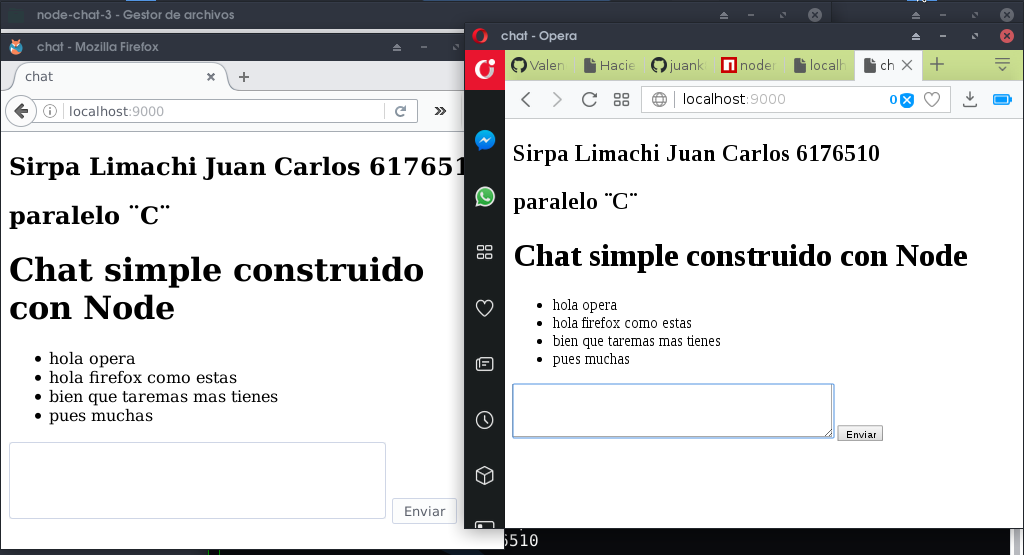 node-chat-3 - Gestor de archivos
chat - Mozilla Firefox
chat
localhost:9000
Sirpa Limachi Juan Carlos 617651
paralelo ¨C¨
Chat simple construido
con Node
hola opera
hola firefox como estas
bien que taremas mas tienes
pues muchas
Enviar
chat - Opera
Valen
Hacie
juank
noder
localh
ch
localhost:9000
0
Sirpa Limachi Juan Carlos 6176510
paralelo ¨C¨
Chat simple construido con Node
hola opera
hola firefox como estas
bien que taremas mas tienes
pues muchas
Enviar
6510